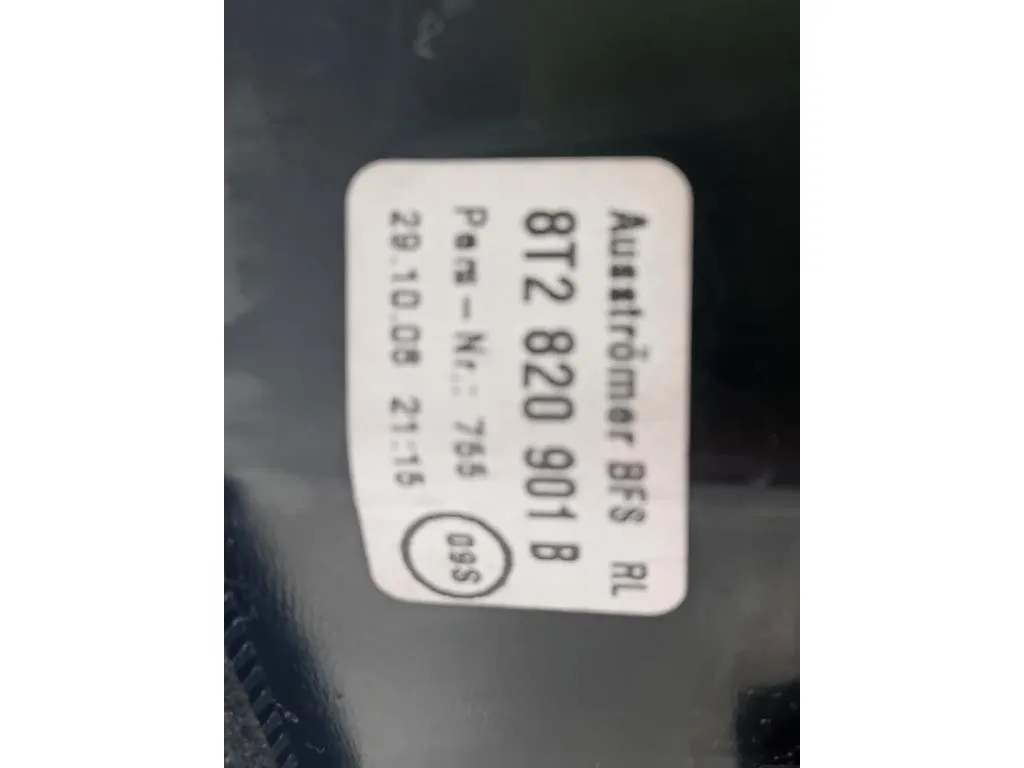 Ausströmer BFS RL
8T2 820 901 B
Pers-Nr.: 755
29.10.08 21:15
09S